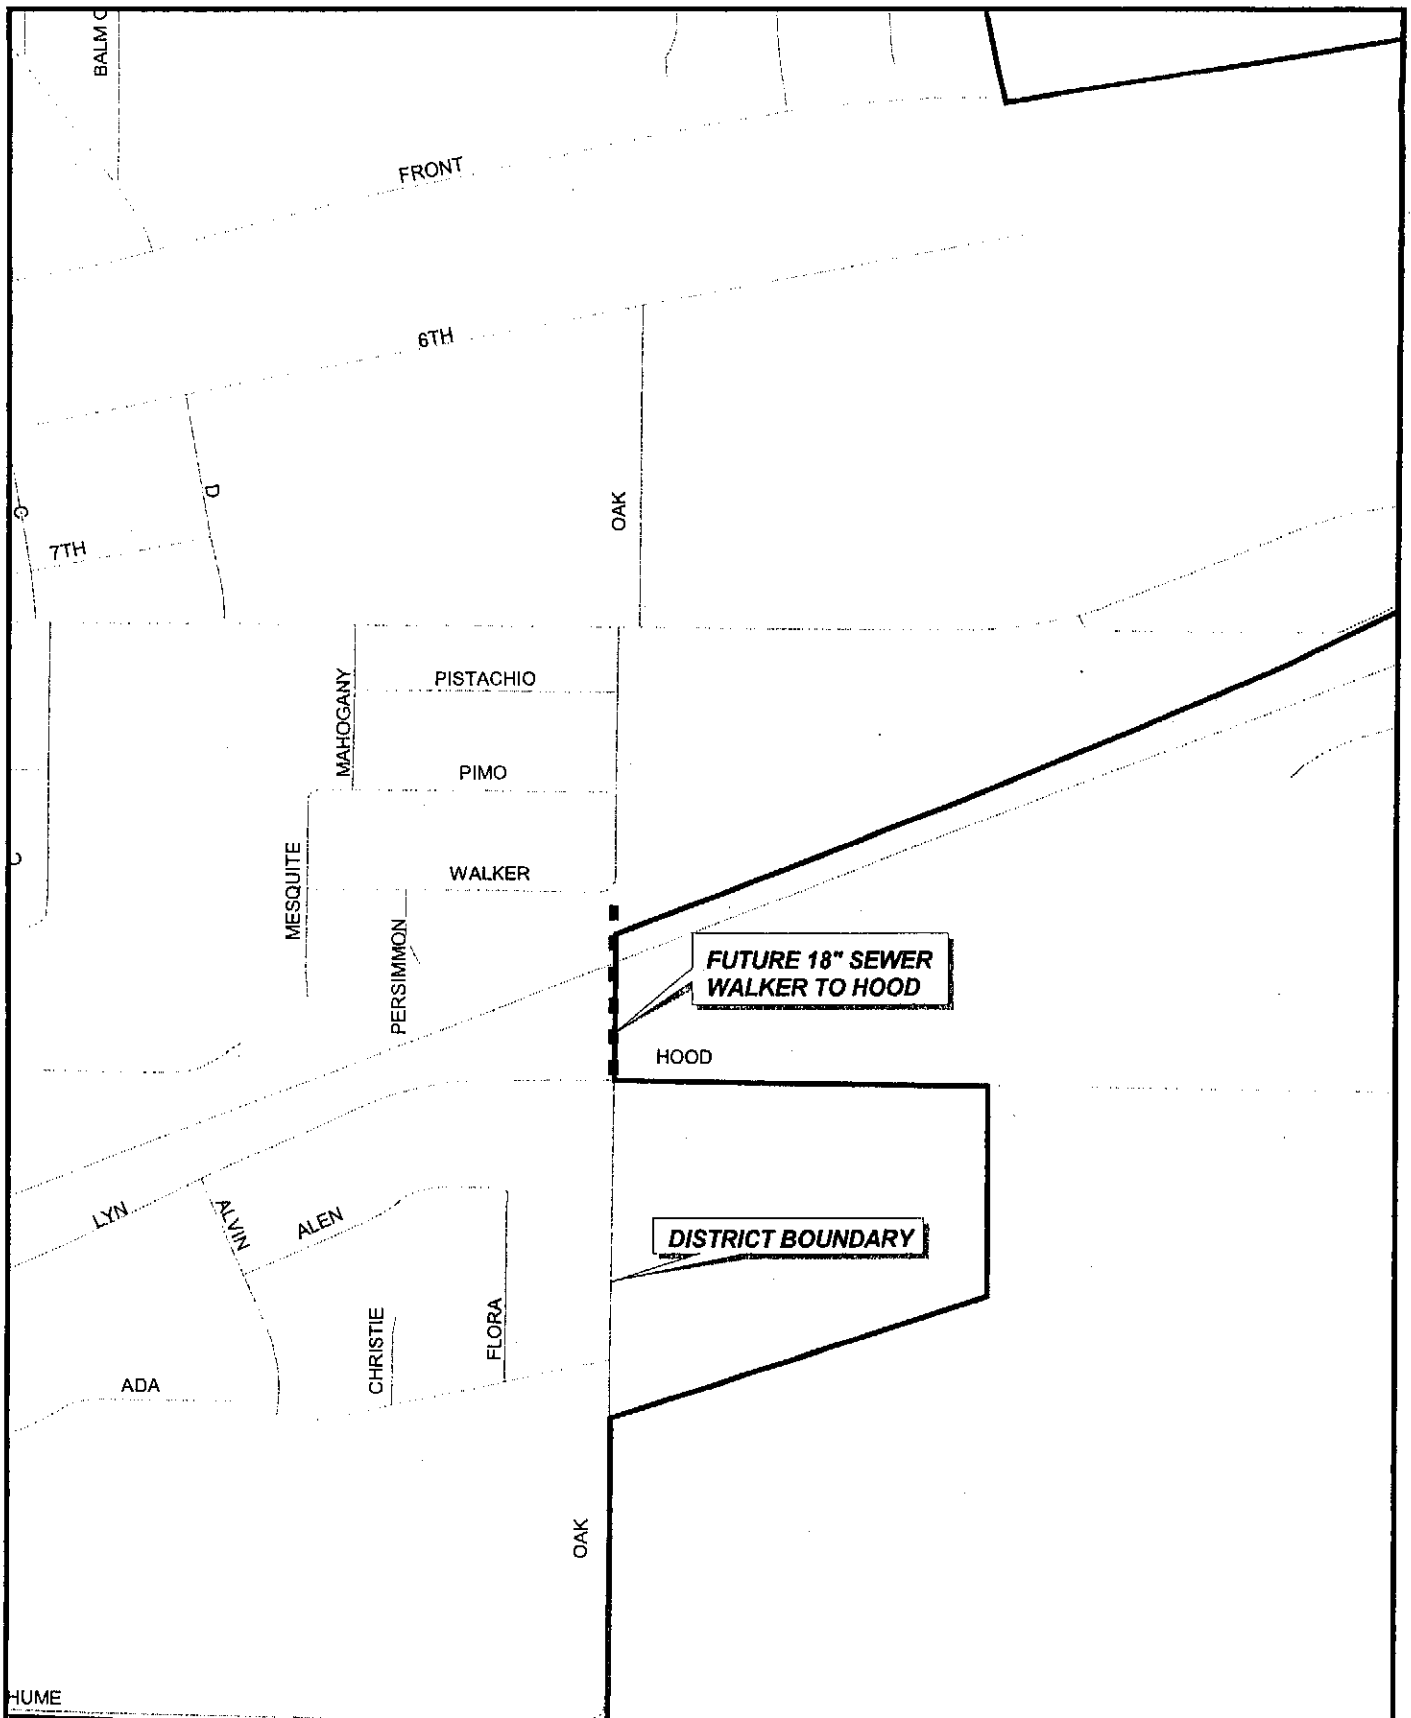 BALM
FRONT
6TH
D
C
OAK
7TH
MAHOGANY
PISTACHIO
PIMO
MESQUITE
WALKER
PERSIMMON
FUTURE 18" SEWER
WALKER TO HOOD
HOOD
LYN
ALVIN
ALEN
DISTRICT BOUNDARY
CHRISTIE
FLORA
ADA
OAK
HUME